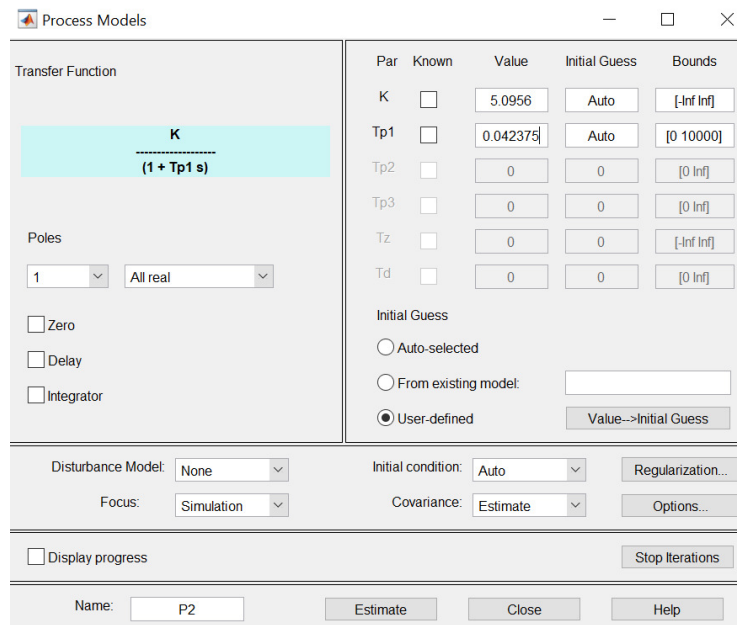 Process Models
Transfer Function
K
-------------------
(1 + Tp1 s)
Poles
1 All real
Zero
Delay
Integrator
Par Known Value Initial Guess Bounds
K 5.0956 Auto [-Inf Inf]
Tp1 0.042375 Auto [0 10000]
Tp2 0 0 [0 Inf]
Tp3 0 0 [0 Inf]
Tz 0 0 [-Inf Inf]
Td 0 0 [0 Inf]
Initial Guess
Auto-selected
From existing model:
User-defined Value-->Initial Guess
Disturbance Model: None Initial condition: Auto Regularization...
Focus: Simulation Covariance: Estimate Options...
Display progress Stop Iterations
Name: P2 Estimate Close Help